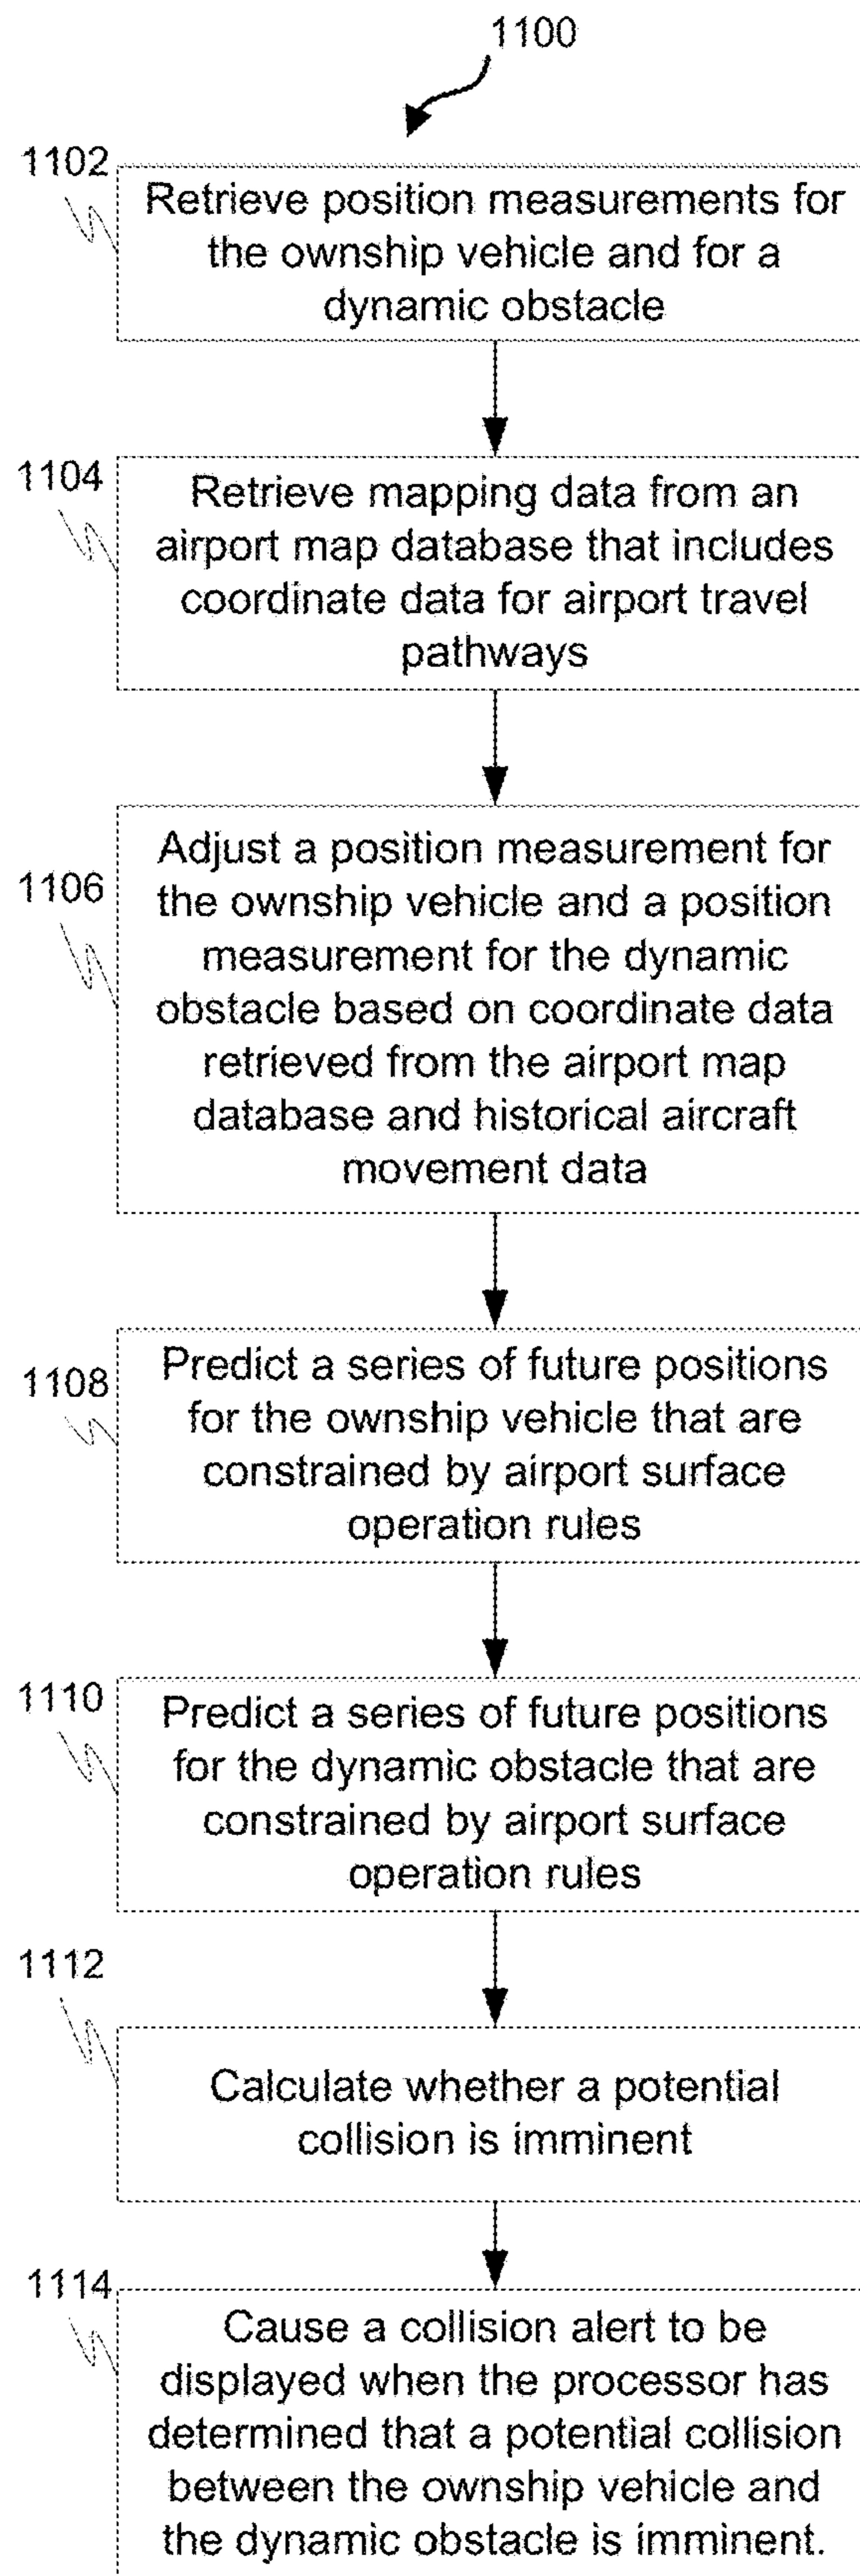 1100
1102
Retrieve position measurements for
the ownship vehicle and for a
dynamic obstacle
1104
Retrieve mapping data from an
airport map database that includes
coordinate data for airport travel
pathways
1106
Adjust a position measurement for
the ownship vehicle and a position
measurement for the dynamic
obstacle based on coordinate data
retrieved from the airport map
database and historical aircraft
movement data
1108
Predict a series of future positions
for the ownship vehicle that are
constrained by airport surface
operation rules
1110
Predict a series of future positions
for the dynamic obstacle that are
constrained by airport surface
operation rules
1112
Calculate whether a potential
collision is imminent
1114
Cause a collision alert to be
displayed when the processor has
determined that a potential collision
between the ownship vehicle and
the dynamic obstacle is imminent.